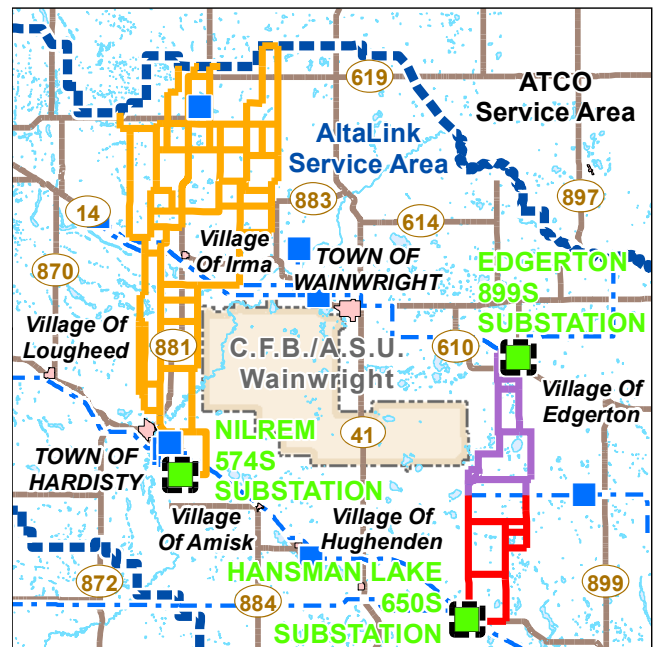 619
ATCO
Service Area
AltaLink
Service Area
883
897
14
614
Village
Of Irma
TOWN OF
WAINWRIGHT
EDGERTON
899S
SUBSTATION
870
Village Of
Lougheed
881
C.F.B./A.S.U.
Wainwright
610
Village Of
Edgerton
41
NILREM
574S
SUBSTATION
TOWN OF
HARDISTY
Village
Of Amisk
Village Of
Hughenden
HANSMAN LAKE
650S
SUBSTATION
872
884
899